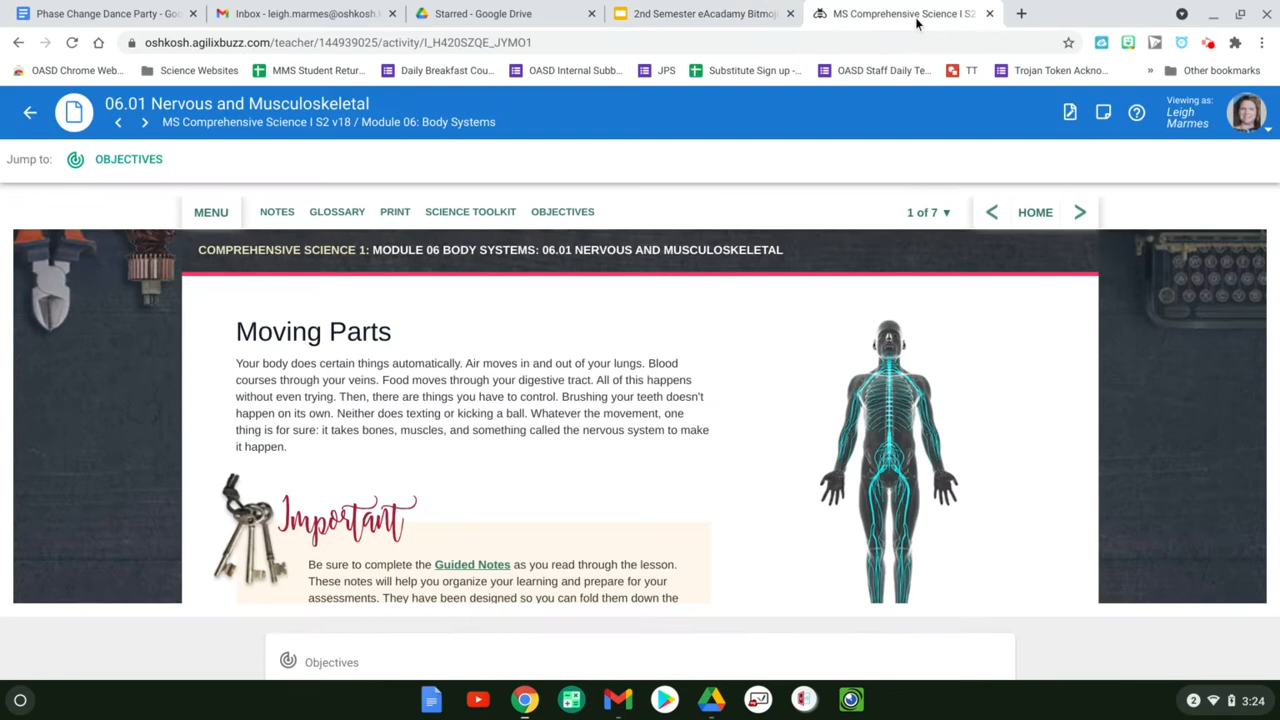 Phase Change Dance Party - Go
Inbox - leigh.marmes@oshkosh.
Starred - Google Drive
2nd Semester eAcadamy Bitmoj
MS Comprehensive Science I S2
oshkosh.agilixbuzz.com/teacher/144939025/activity/I_H420SZQE_JYMO1
OASD Chrome Web...
Science Websites
MMS Student Retur...
Daily Breakfast Cou...
OASD Internal Subb...
JPS
Substitute Sign up -...
OASD Staff Daily Te...
TT
Trojan Token Ackno...
»
Other bookmarks
06.01 Nervous and Musculoskeletal
MS Comprehensive Science I S2 v18 / Module 06: Body Systems
Viewing as:
Leigh
Marmes
Jump to: OBJECTIVES
MENU NOTES GLOSSARY PRINT SCIENCE TOOLKIT OBJECTIVES 1 of 7 ▼ < HOME >
COMPREHENSIVE SCIENCE 1: MODULE 06 BODY SYSTEMS: 06.01 NERVOUS AND MUSCULOSKELETAL
Moving Parts
Your body does certain things automatically. Air moves in and out of your lungs. Blood
courses through your veins. Food moves through your digestive tract. All of this happens
without even trying. Then, there are things you have to control. Brushing your teeth doesn't
happen on its own. Neither does texting or kicking a ball. Whatever the movement, one
thing is for sure: it takes bones, muscles, and something called the nervous system to make
it happen.
Important
Be sure to complete the Guided Notes as you read through the lesson.
These notes will help you organize your learning and prepare for your
assessments. They have been designed so you can fold them down the
Objectives
2 3:24